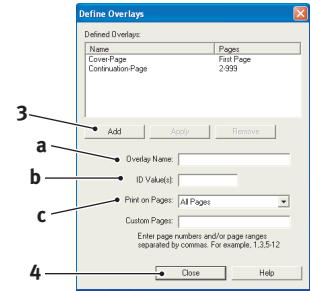 Define Overlays
Defined Overlays:
Name Pages
Cover-Page First Page
Continuation-Page 2-999
3 Add Apply Remove
a Overlay Name:
b ID Value(s):
c Print on Pages: All Pages
Custom Pages:
Enter page numbers and/or page ranges
separated by commas. For example, 1,3,5-12
4 Close Help